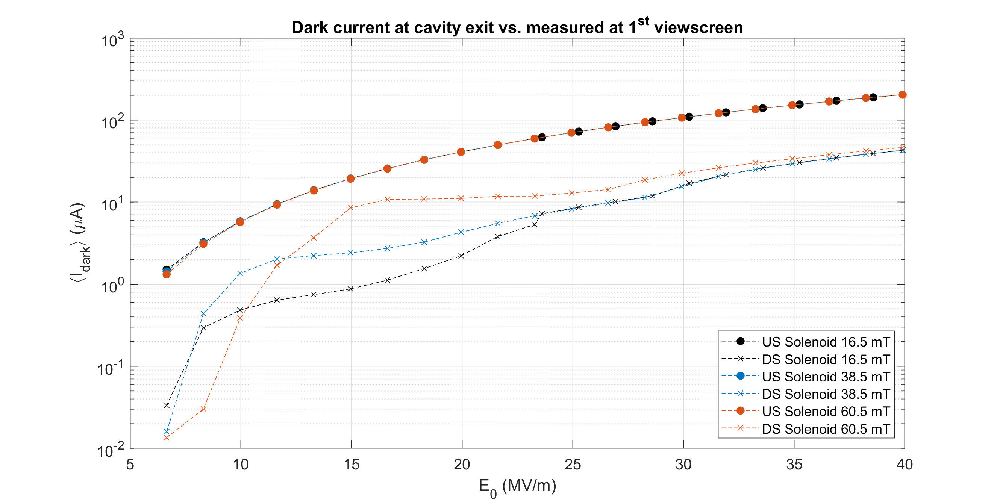 Dark current at cavity exit vs. measured at 1st viewscreen
10^3
10^2
10^1
10^0
10^-1
10^-2
⟨I_dark⟩ (μA)
5 10 15 20 25 30 35 40
E_0 (MV/m)
US Solenoid 16.5 mT
DS Solenoid 16.5 mT
US Solenoid 38.5 mT
DS Solenoid 38.5 mT
US Solenoid 60.5 mT
DS Solenoid 60.5 mT